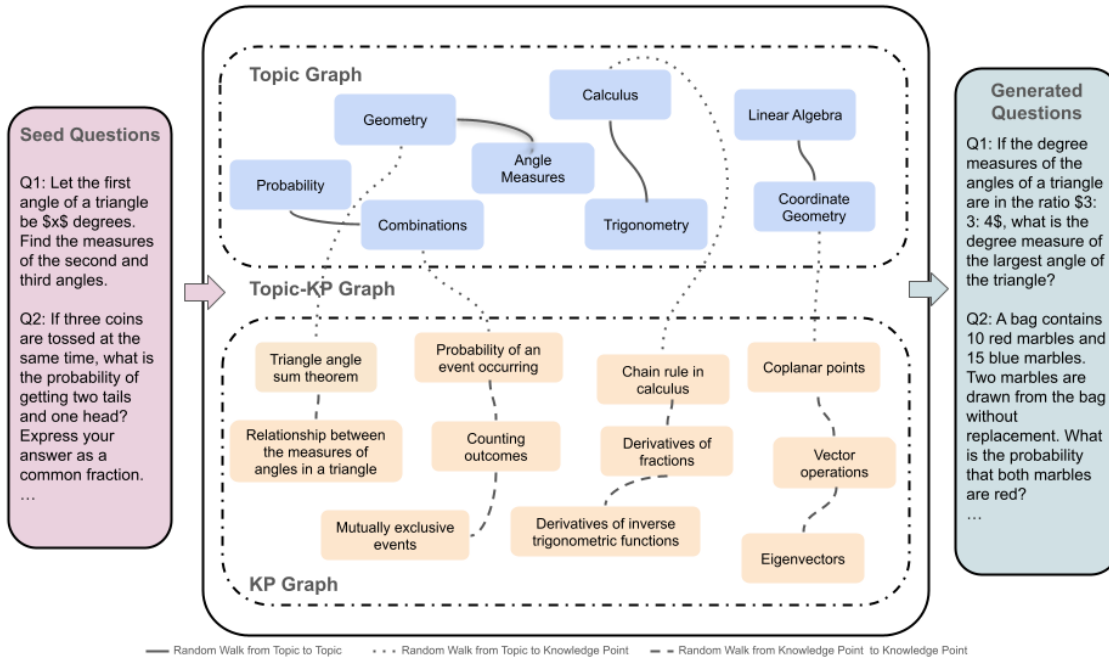 Seed Questions
Q1: Let the first
angle of a triangle
be $x$ degrees.
Find the measures
of the second and
third angles.
Q2: If three coins
are tossed at the
same time, what is
the probability of
getting two tails
and one head?
Express your
answer as a
common fraction.
…
Topic Graph
Geometry
Calculus
Linear Algebra
Probability
Angle
Measures
Combinations
Trigonometry
Coordinate
Geometry
Topic-KP Graph
Triangle angle
sum theorem
Probability of an
event occurring
Chain rule in
calculus
Coplanar points
Relationship between
the measures of
angles in a triangle
Counting
outcomes
Derivatives of
fractions
Vector
operations
Mutually exclusive
events
Derivatives of inverse
trigonometric functions
Eigenvectors
KP Graph
Generated
Questions
Q1: If the degree
measures of the
angles of a triangle
are in the ratio $3:
3: 4$, what is the
degree measure of
the largest angle of
the triangle?
Q2: A bag contains
10 red marbles and
15 blue marbles.
Two marbles are
drawn from the bag
without
replacement. What
is the probability
that both marbles
are red?
…
Random Walk from Topic to Topic
Random Walk from Topic to Knowledge Point
Random Walk from Knowledge Point to Knowledge Point